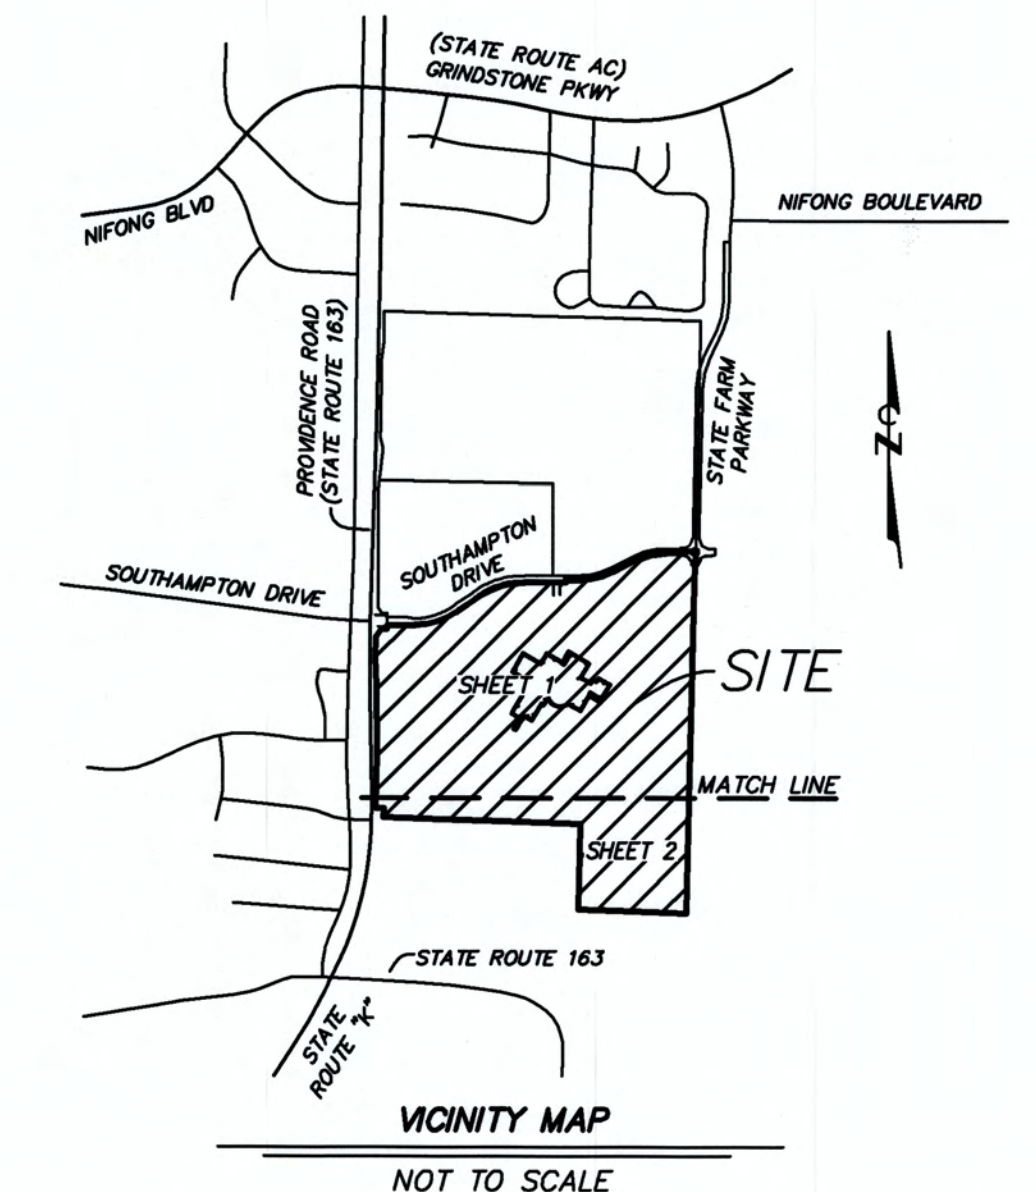 (STATE ROUTE AC)
GRINDSTONE PKWY
NIFONG BLVD
NIFONG BOULEVARD
PROVIDENCE ROAD
(STATE ROUTE 163)
STATE FARM
PARKWAY
N
SOUTHAMPTON
DRIVE
SOUTHAMPTON DRIVE
SHEET 1
SITE
MATCH LINE
SHEET 2
STATE ROUTE 163
STATE
ROUTE "K"
VICINITY MAP
NOT TO SCALE